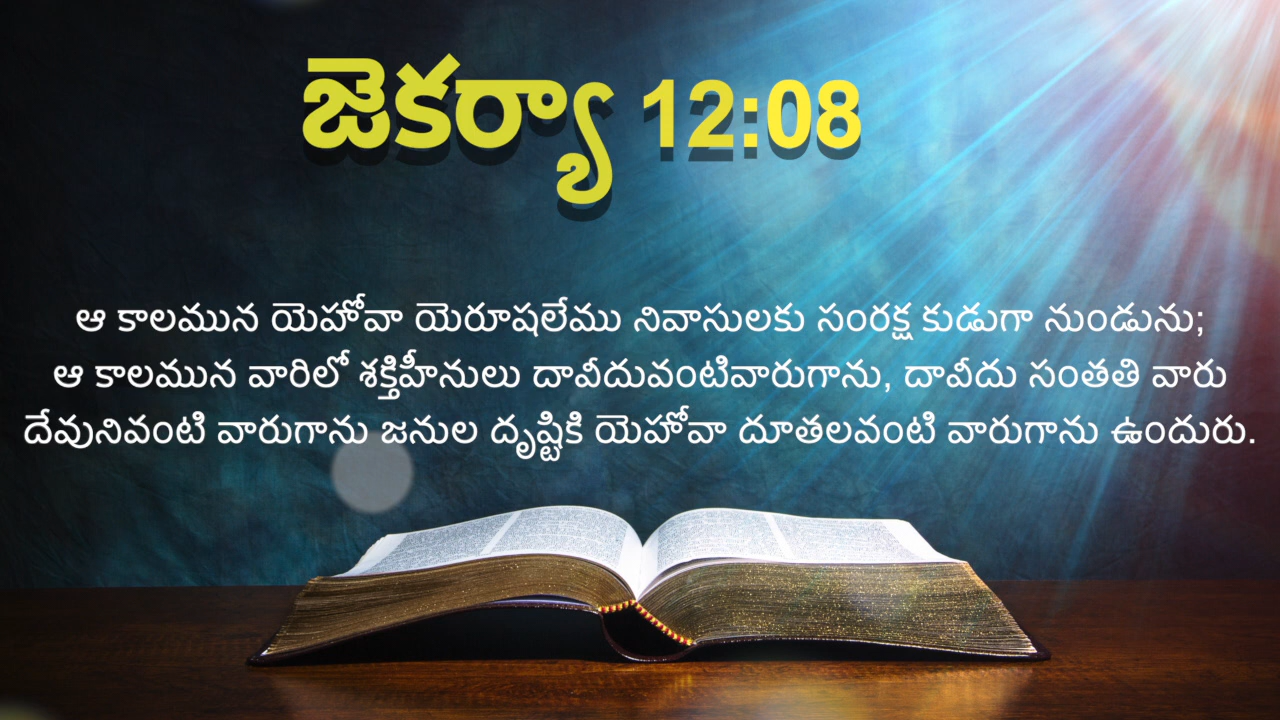 జెకర్యా 12:08
ఆ కాలమున యెహోవా యెరూషలేము నివాసులకు సంరక్ష కుడుగా నుండును;
ఆ కాలమున వారిలో శక్తిహీనులు దావీదువంటివారుగాను, దావీదు సంతతి వారు
దేవునివంటి వారుగాను జనుల దృష్టికి యెహోవా దూతలవంటి వారుగాను ఉందురు.